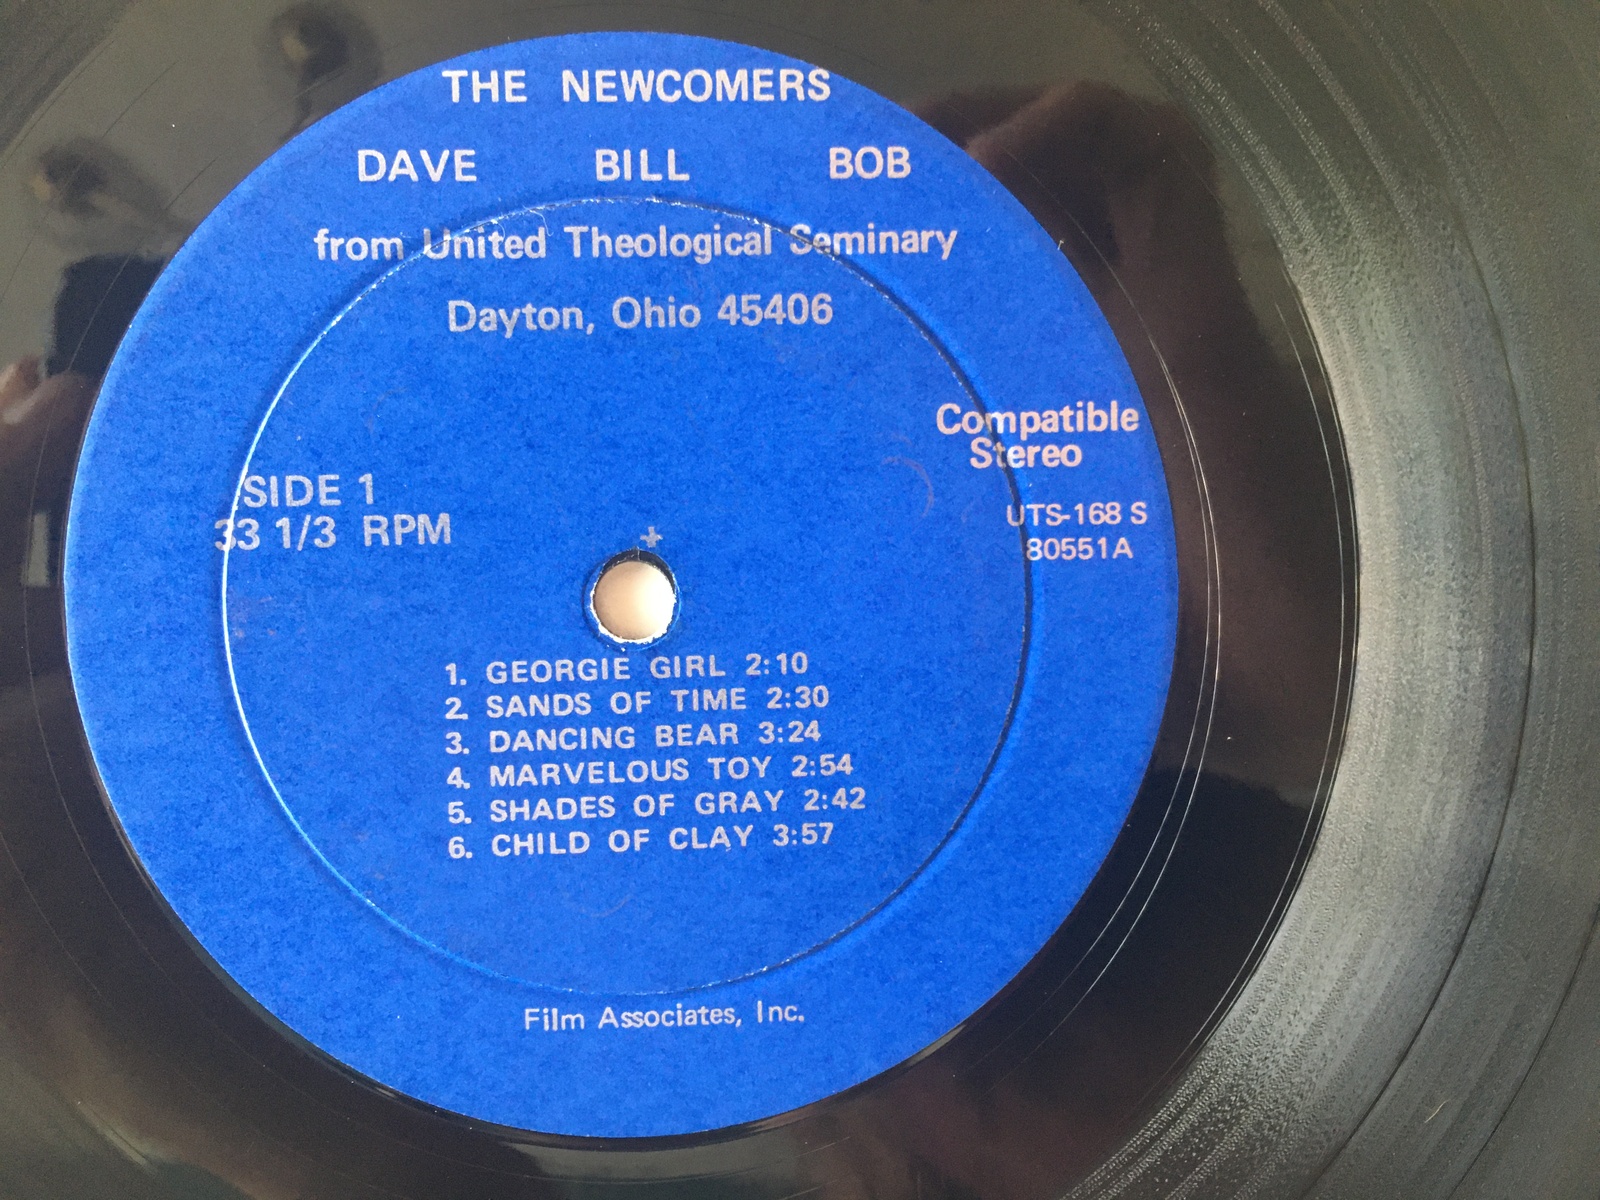 THE NEWCOMERS
DAVE BILL BOB
from United Theological Seminary
Dayton, Ohio 45406
Compatible
Stereo
SIDE 1
33 1/3 RPM
UTS-168 S
80551A
1. GEORGIE GIRL 2:10
2. SANDS OF TIME 2:30
3. DANCING BEAR 3:24
4. MARVELOUS TOY 2:54
5. SHADES OF GRAY 2:42
6. CHILD OF CLAY 3:57
Film Associates, Inc.